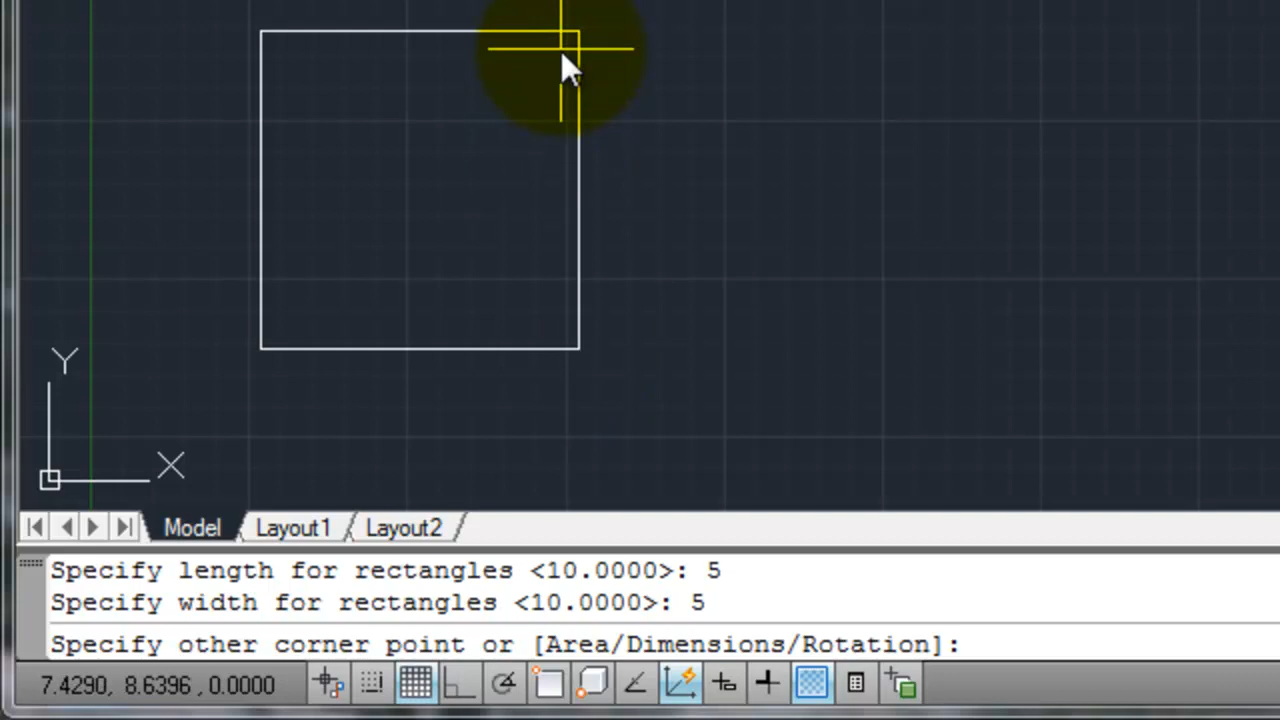 Y
X
Model Layout1 Layout2
Specify length for rectangles <10.0000>: 5
Specify width for rectangles <10.0000>: 5
Specify other corner point or [Area/Dimensions/Rotation]:
7.4290, 8.6396 , 0.0000